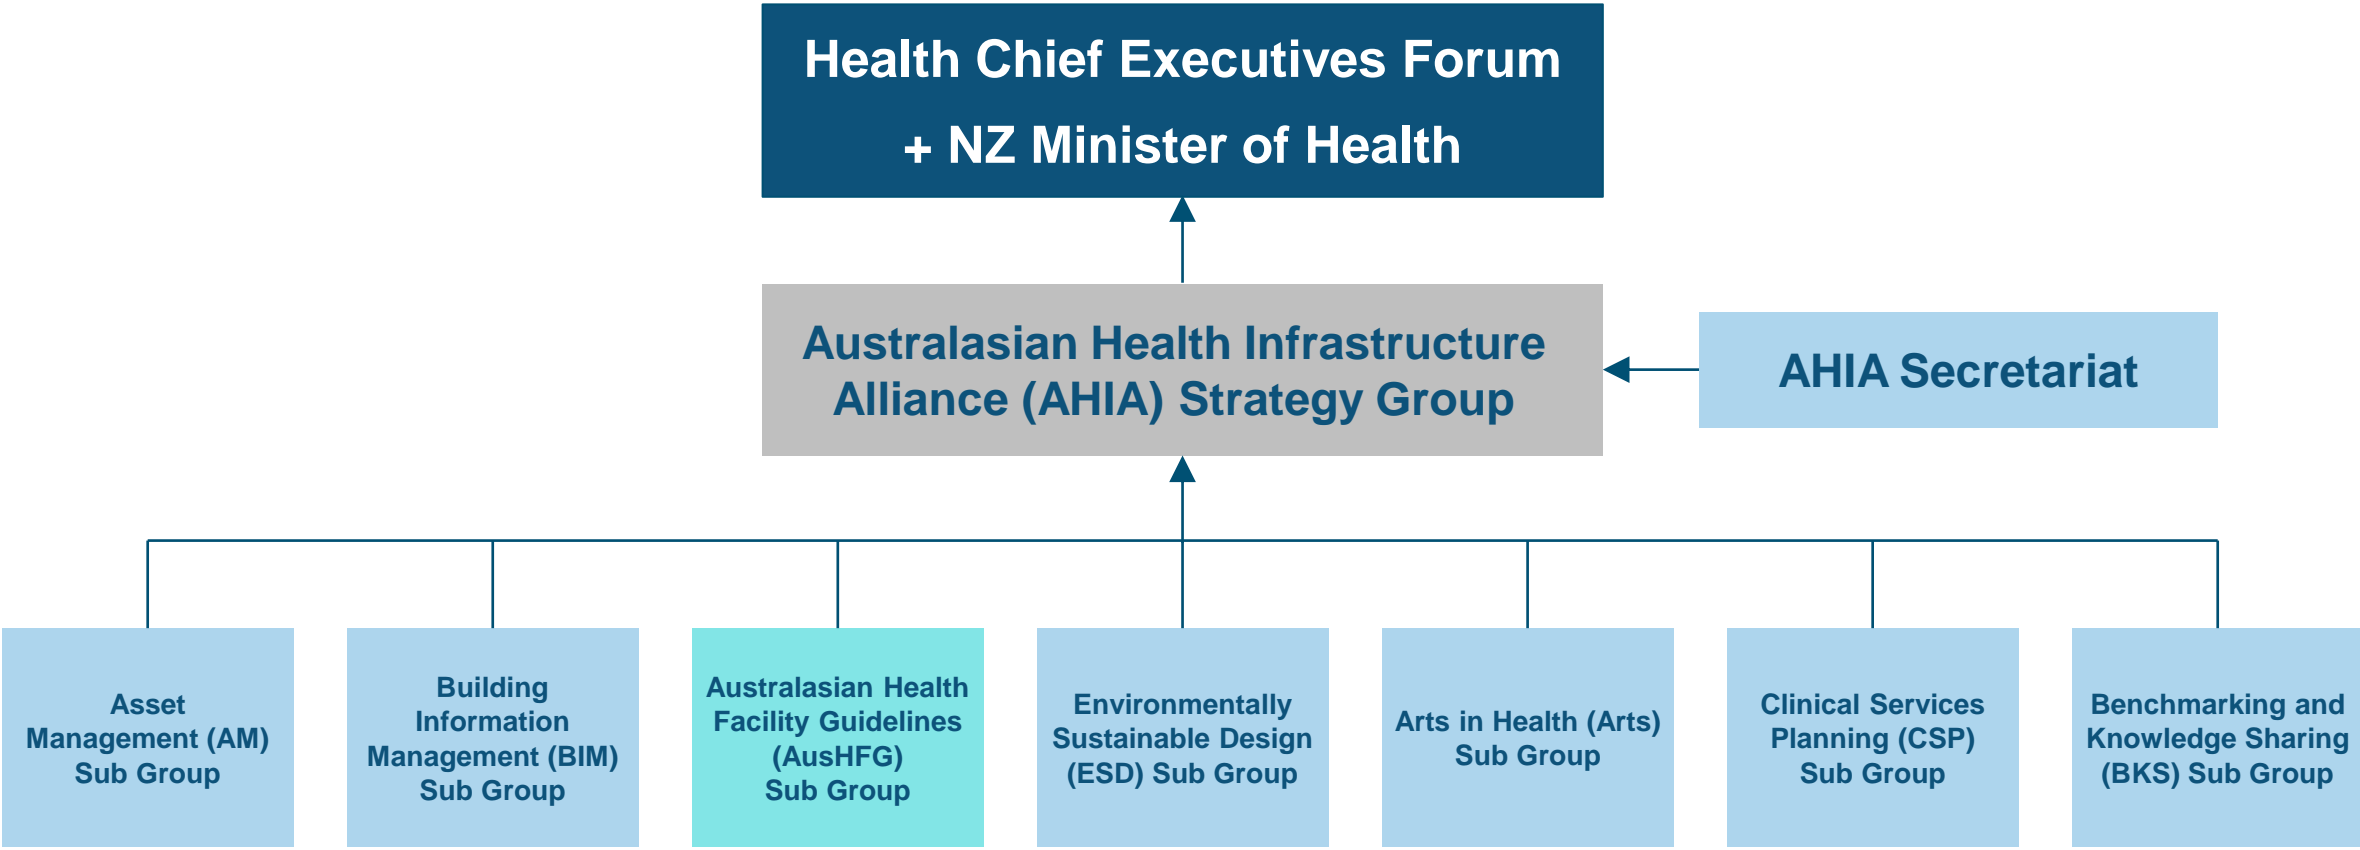 Health Chief Executives Forum
+ NZ Minister of Health
Australasian Health Infrastructure
Alliance (AHIA) Strategy Group
AHIA Secretariat
Asset
Management (AM)
Sub Group
Building
Information
Management (BIM)
Sub Group
Australasian Health
Facility Guidelines
(AusHFG)
Sub Group
Environmentally
Sustainable Design
(ESD) Sub Group
Arts in Health (Arts)
Sub Group
Clinical Services
Planning (CSP)
Sub Group
Benchmarking and
Knowledge Sharing
(BKS) Sub Group